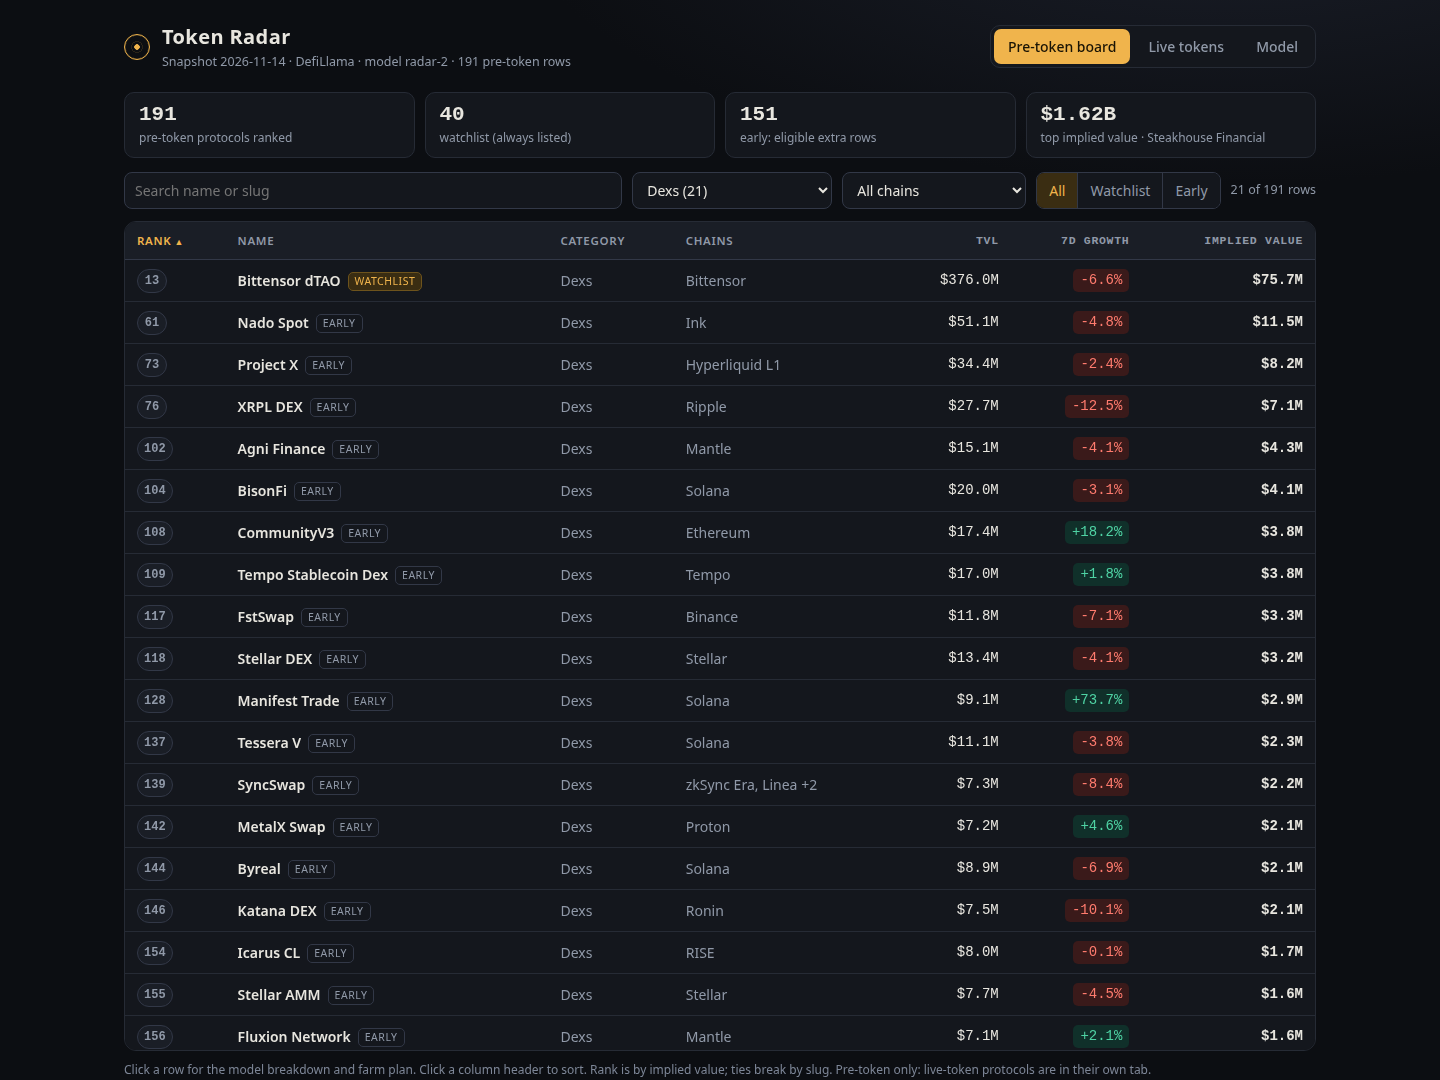 Token Radar
Snapshot 2026-11-14 · DefiLlama · model radar-2 · 191 pre-token rows
Pre-token board Live tokens Model
191
pre-token protocols ranked
40
watchlist (always listed)
151
early: eligible extra rows
$1.62B
top implied value · Steakhouse Financial
Search name or slug Dexs (21) All chains All Watchlist Early 21 of 191 rows
RANK ▲ NAME CATEGORY CHAINS TVL 7D GROWTH IMPLIED VALUE
13 Bittensor dTAO WATCHLIST Dexs Bittensor $376.0M -6.6% $75.7M
61 Nado Spot EARLY Dexs Ink $51.1M -4.8% $11.5M
73 Project X EARLY Dexs Hyperliquid L1 $34.4M -2.4% $8.2M
76 XRPL DEX EARLY Dexs Ripple $27.7M -12.5% $7.1M
102 Agni Finance EARLY Dexs Mantle $15.1M -4.1% $4.3M
104 BisonFi EARLY Dexs Solana $20.0M -3.1% $4.1M
108 CommunityV3 EARLY Dexs Ethereum $17.4M +18.2% $3.8M
109 Tempo Stablecoin Dex EARLY Dexs Tempo $17.0M +1.8% $3.8M
117 FstSwap EARLY Dexs Binance $11.8M -7.1% $3.3M
118 Stellar DEX EARLY Dexs Stellar $13.4M -4.1% $3.2M
128 Manifest Trade EARLY Dexs Solana $9.1M +73.7% $2.9M
137 Tessera V EARLY Dexs Solana $11.1M -3.8% $2.3M
139 SyncSwap EARLY Dexs zkSync Era, Linea +2 $7.3M -8.4% $2.2M
142 MetalX Swap EARLY Dexs Proton $7.2M +4.6% $2.1M
144 Byreal EARLY Dexs Solana $8.9M -6.9% $2.1M
146 Katana DEX EARLY Dexs Ronin $7.5M -10.1% $2.1M
154 Icarus CL EARLY Dexs RISE $8.0M -0.1% $1.7M
155 Stellar AMM EARLY Dexs Stellar $7.7M -4.5% $1.6M
156 Fluxion Network EARLY Dexs Mantle $7.1M +2.1% $1.6M
Click a row for the model breakdown and farm plan. Click a column header to sort. Rank is by implied value; ties break by slug. Pre-token only: live-token protocols are in their own tab.